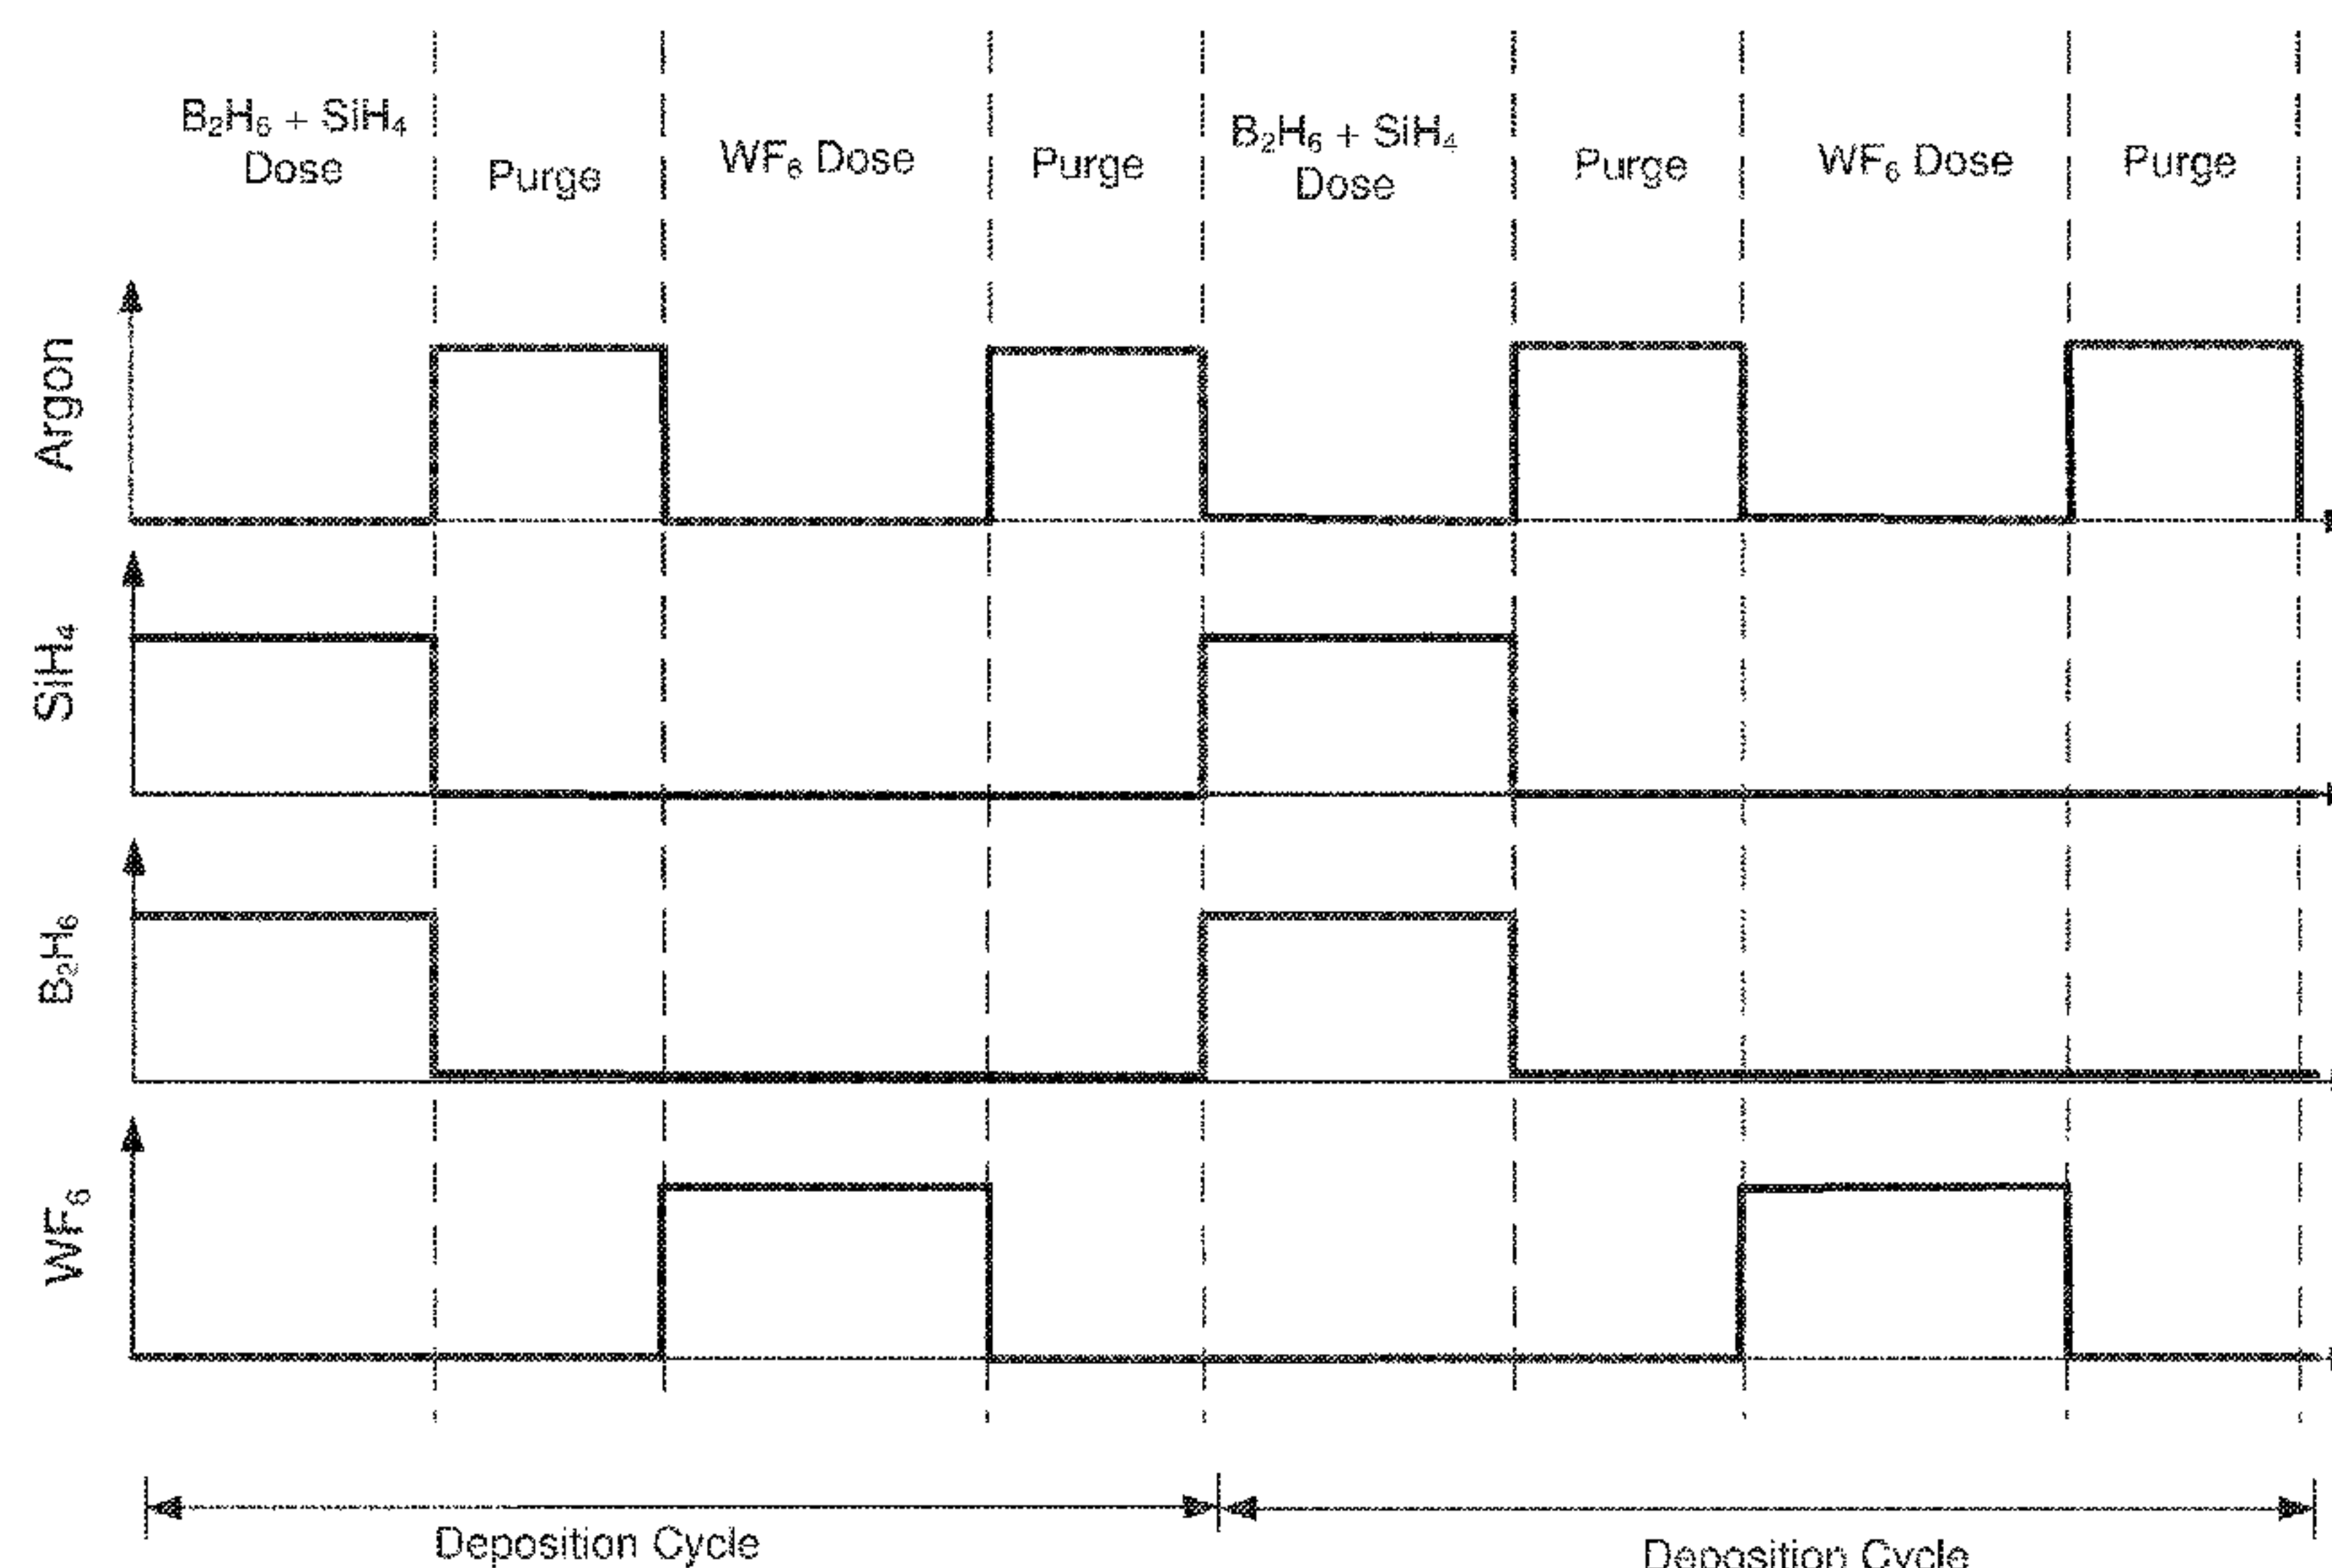 B₂H₆ + SiH₄
Dose
Purge
WF₆ Dose
Purge
B₂H₆ + SiH₄
Dose
Purge
WF₆ Dose
Purge
Argon
SiH₄
B₂H₆
WF₆
Deposition Cycle
Deposition Cycle